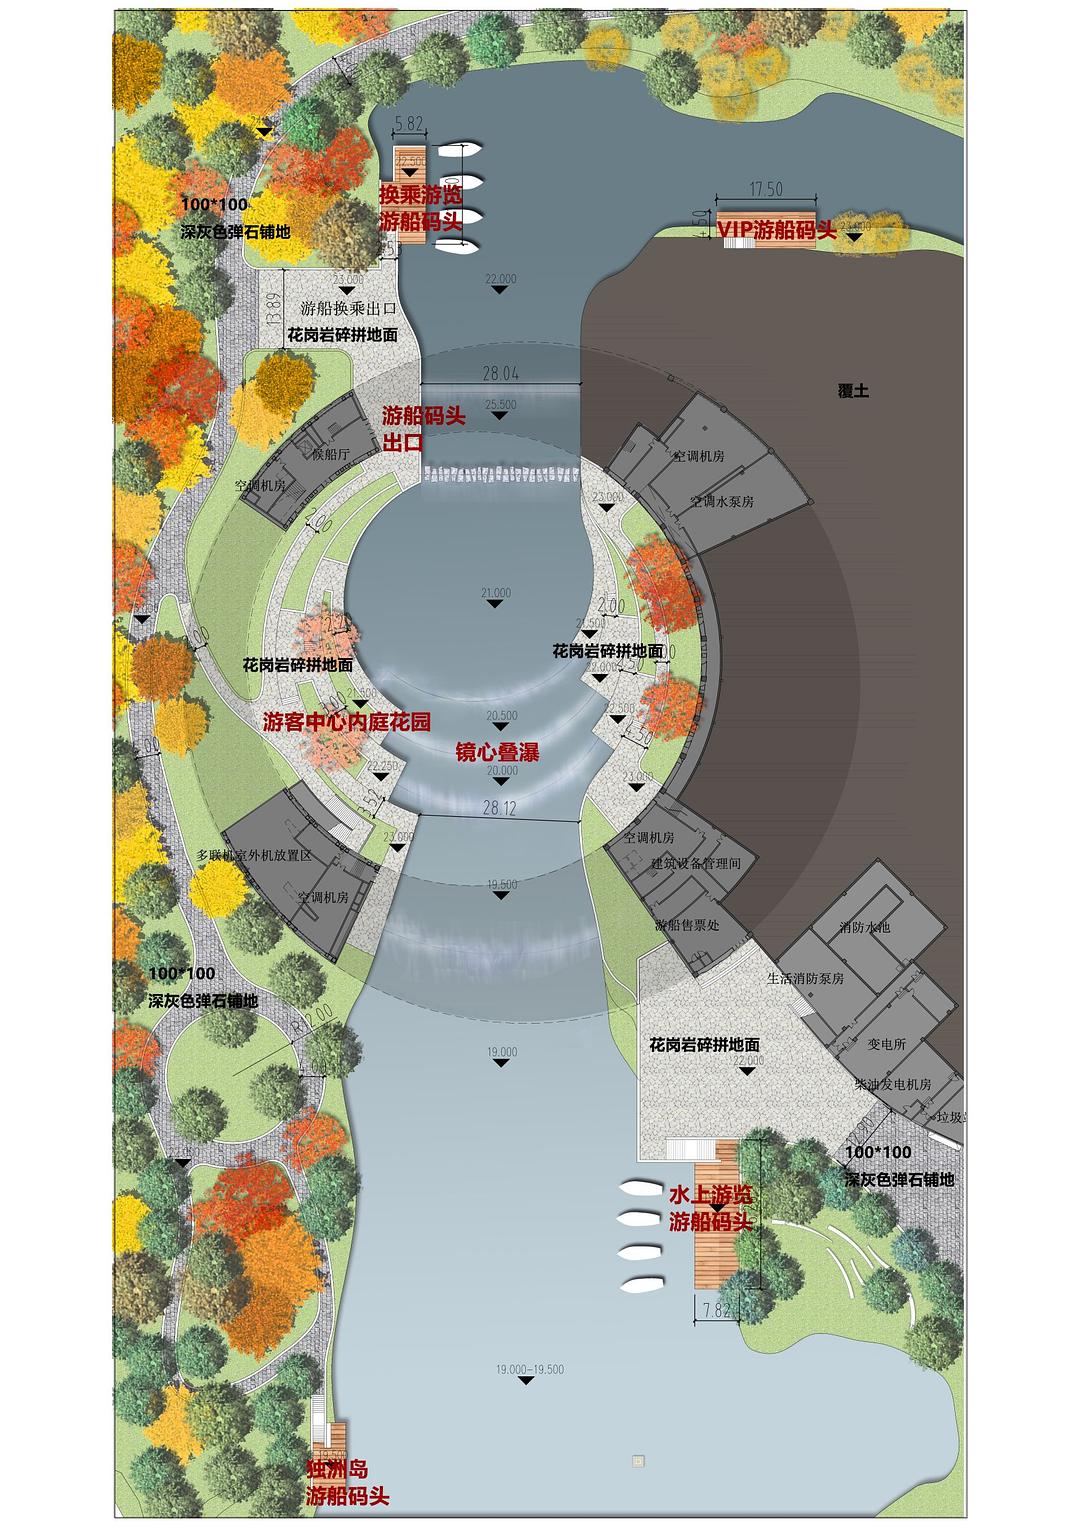 5.82
22.500
换乘游览
游船码头
17.50
4.50
VIP游船码头
23.000
100*100
深灰色弹石铺地
23.000
22.000
13.89
游船换乘出口
花岗岩碎拼地面
28.04
覆土
25.500
游船码头
出口
候船厅
空调机房
空调机房
空调水泵房
23.000
2.00
21.000
2.00
21.500
花岗岩碎拼地面
花岗岩碎拼地面
22.000
21.500
22.500
游客中心内庭花园
20.500
镜心叠瀑
20.000
22.250
23.000
3.52
28.12
23.000
空调机房
多联机室外机放置区
建筑设备管理间
空调机房
19.500
游船售票处
消防水池
100*100
深灰色弹石铺地
生活消防泵房
花岗岩碎拼地面
22.000
变电所
19.000
柴油发电机房
垃圾
100*100
深灰色弹石铺地
水上游览
游船码头
7.82
19.000-19.500
独洲岛
游船码头